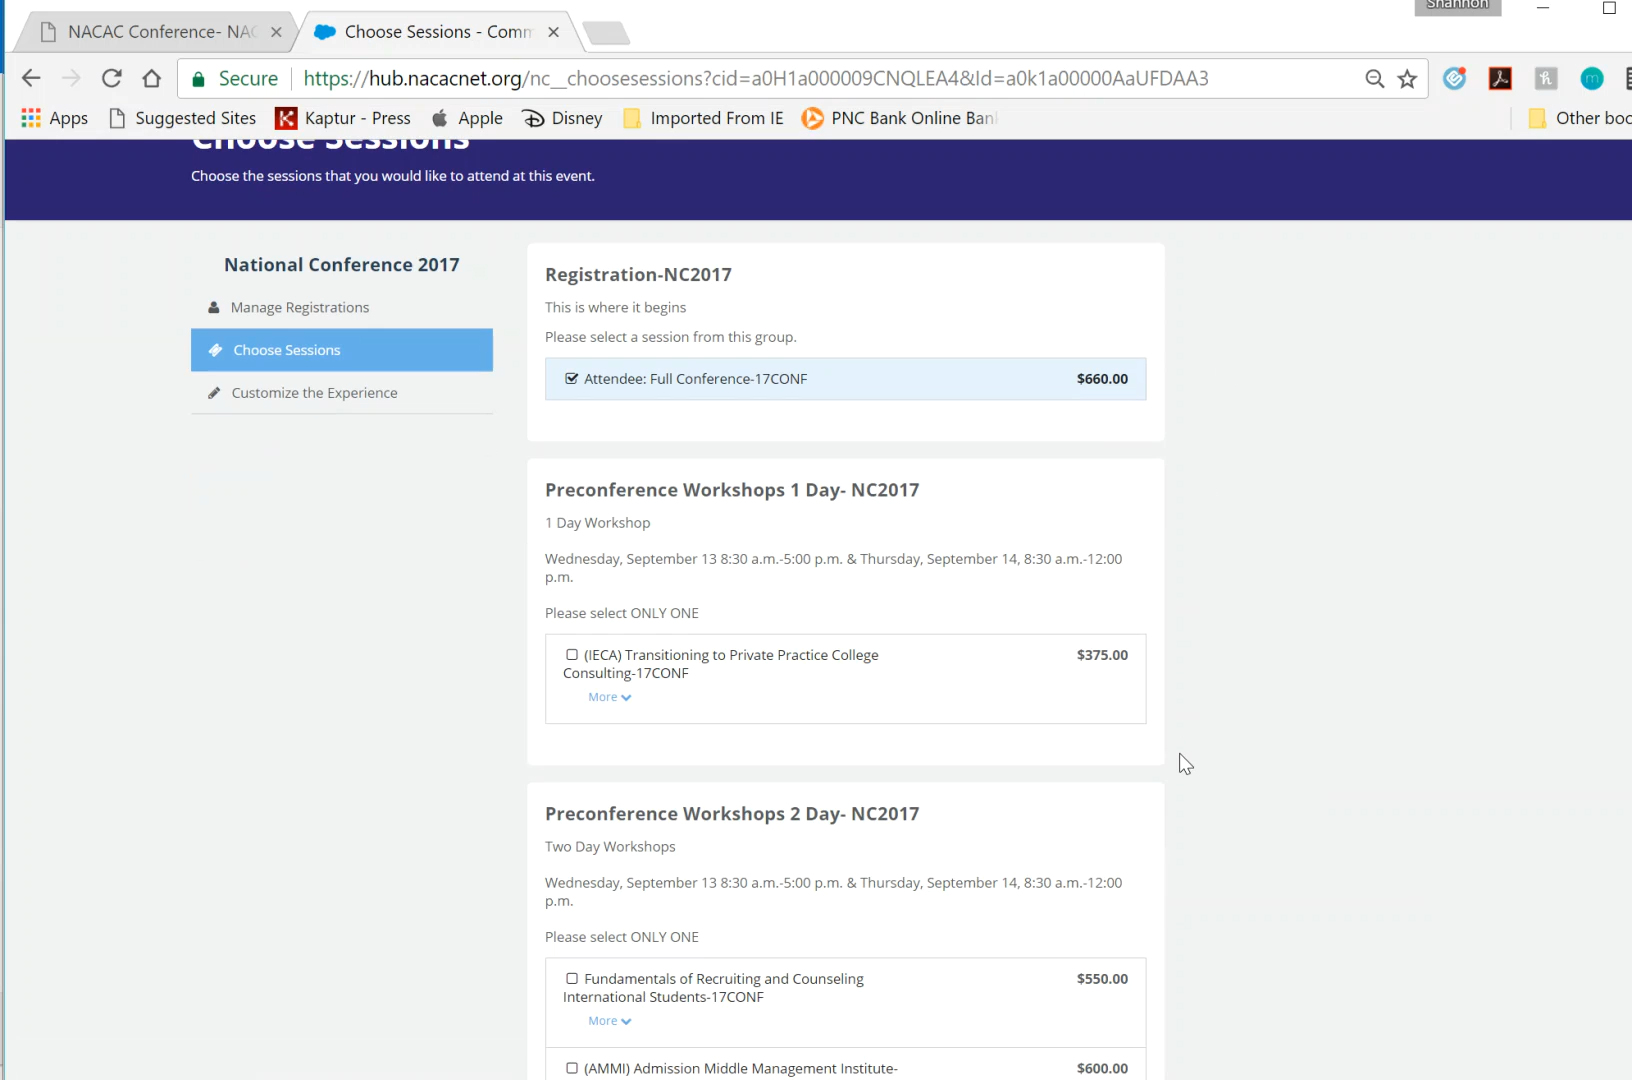 Shannon
NACAC Conference- NAC
Choose Sessions - Comm
Secure https://hub.nacacnet.org/nc__choosesessions?cid=a0H1a000009CNQLEA4&Id=a0k1a00000AaUFDAA3
Apps Suggested Sites Kaptur - Press Apple Disney Imported From IE PNC Bank Online Bank Other boo
Choose Sessions
Choose the sessions that you would like to attend at this event.
National Conference 2017
Manage Registrations
Choose Sessions
Customize the Experience
Registration-NC2017
This is where it begins
Please select a session from this group.
Attendee: Full Conference-17CONF $660.00
Preconference Workshops 1 Day- NC2017
1 Day Workshop
Wednesday, September 13 8:30 a.m.-5:00 p.m. & Thursday, September 14, 8:30 a.m.-12:00
p.m.
Please select ONLY ONE
(IECA) Transitioning to Private Practice College $375.00
Consulting-17CONF
More
Preconference Workshops 2 Day- NC2017
Two Day Workshops
Wednesday, September 13 8:30 a.m.-5:00 p.m. & Thursday, September 14, 8:30 a.m.-12:00
p.m.
Please select ONLY ONE
Fundamentals of Recruiting and Counseling $550.00
International Students-17CONF
More
(AMMI) Admission Middle Management Institute- $600.00